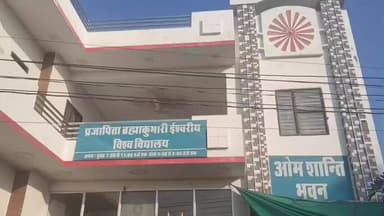 प्रजापिता ब्रह्माकुमारी ईश्वरीय
विश्व विद्यालय
ओम शान्ति
भवन